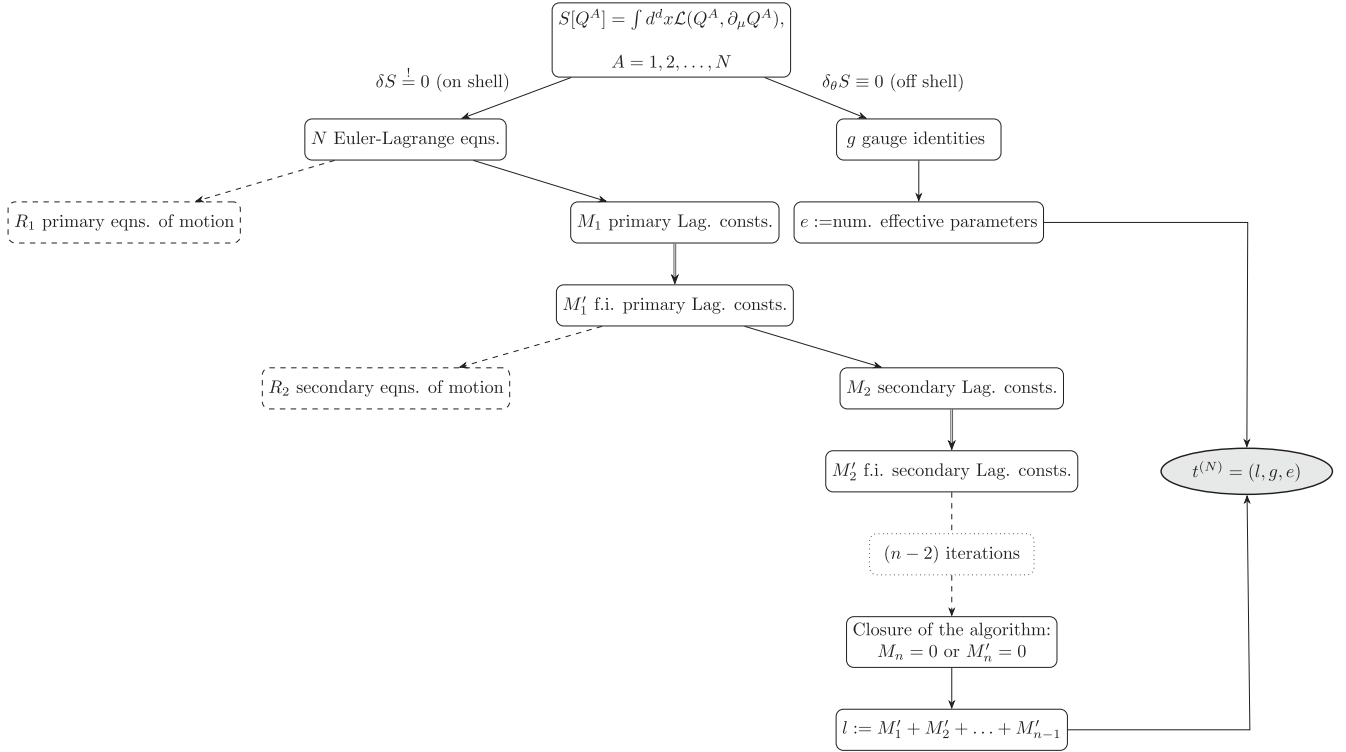 S[Q^A] = ∫ d^d x ℒ(Q^A, ∂_μ Q^A),
A = 1, 2, . . . , N
δS \overset{!}{=} 0 (on shell)
δ_θ S ≡ 0 (off shell)
N Euler-Lagrange eqns.
g gauge identities
R_1 primary eqns. of motion
M_1 primary Lag. consts.
e :=num. effective parameters
M′_1 f.i. primary Lag. consts.
R_2 secondary eqns. of motion
M_2 secondary Lag. consts.
M′_2 f.i. secondary Lag. consts.
t^{(N)} = (l, g, e)
(n − 2) iterations
Closure of the algorithm:
M_n = 0 or M′_n = 0
l := M′_1 + M′_2 + . . . + M′_{n−1}